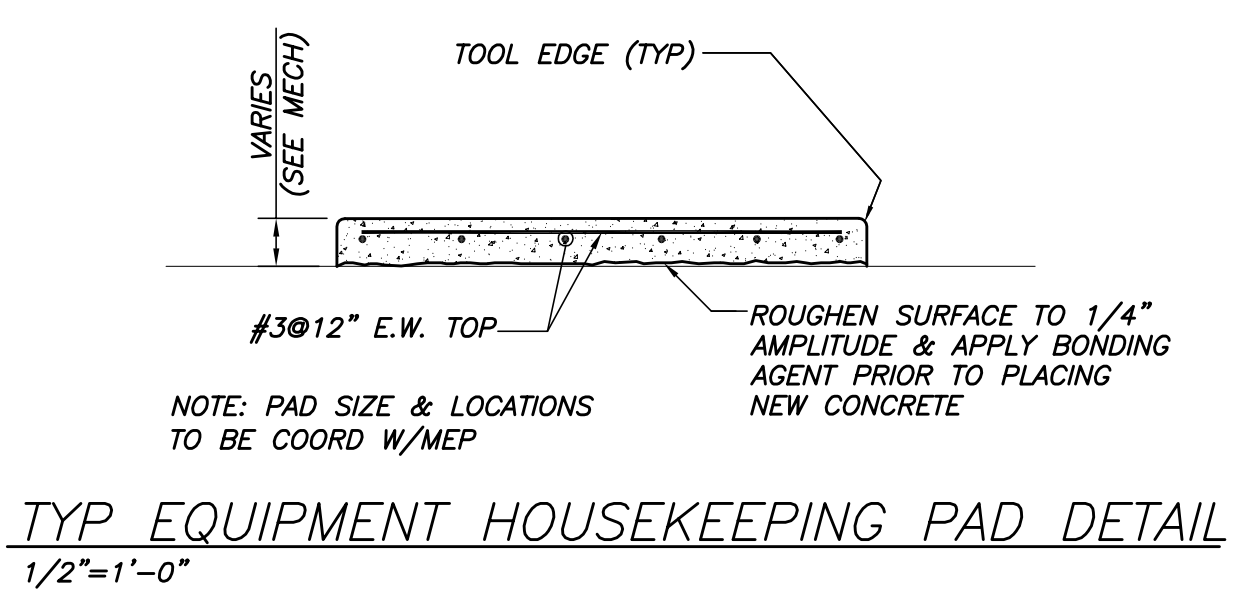 VARIES
(SEE MECH)
TOOL EDGE (TYP)
#3@12" E.W. TOP
ROUGHEN SURFACE TO 1/4"
AMPLITUDE & APPLY BONDING
AGENT PRIOR TO PLACING
NEW CONCRETE
NOTE: PAD SIZE & LOCATIONS
TO BE COORD W/MEP
TYP EQUIPMENT HOUSEKEEPING PAD DETAIL
1/2"=1'-0"